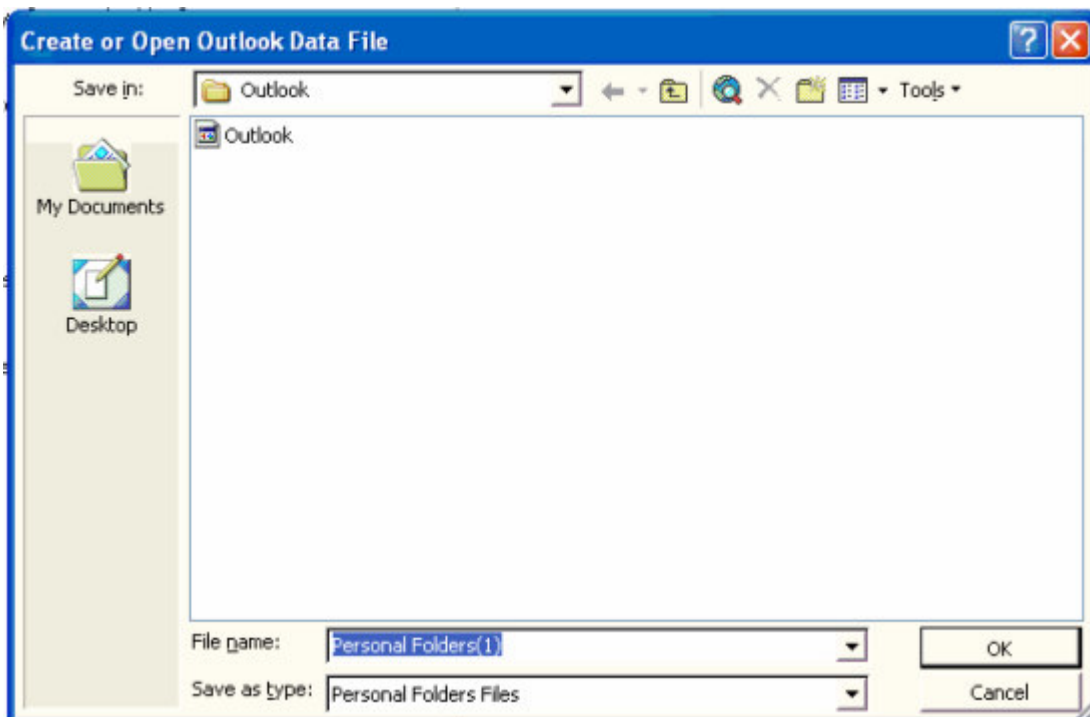 Create or Open Outlook Data File
Save in:
Outlook
Tools
Outlook
My Documents
Desktop
File name:
Personal Folders(1)
OK
Save as type:
Personal Folders Files
Cancel